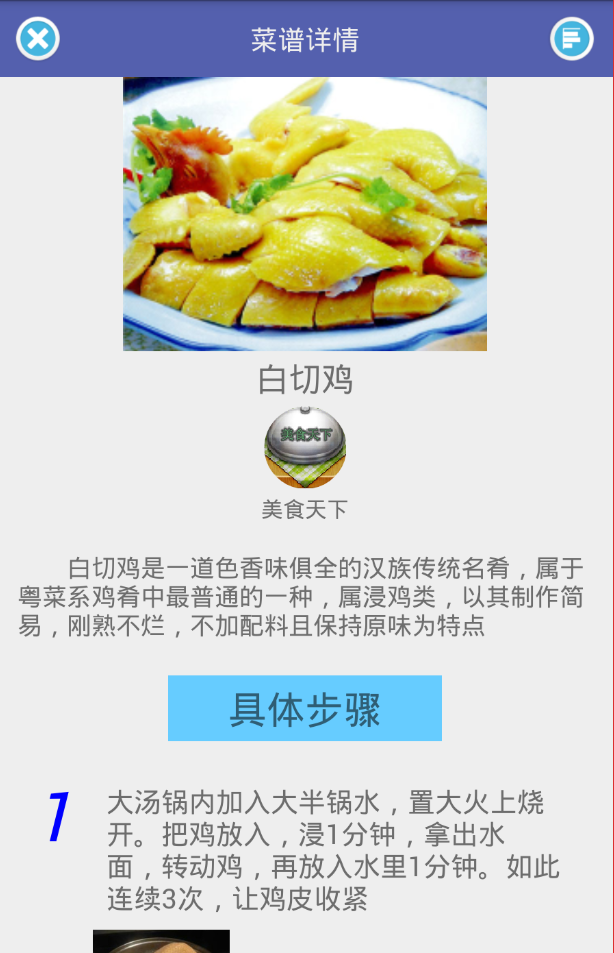 菜谱详情
白切鸡
美食天下
美食天下
白切鸡是一道色香味俱全的汉族传统名肴，属于
粤菜系鸡肴中最普通的一种，属浸鸡类，以其制作简
易，刚熟不烂，不加配料且保持原味为特点
具体步骤
1
大汤锅内加入大半锅水，置大火上烧
开。把鸡放入，浸1分钟，拿出水
面，转动鸡，再放入水里1分钟。如此
连续3次，让鸡皮收紧